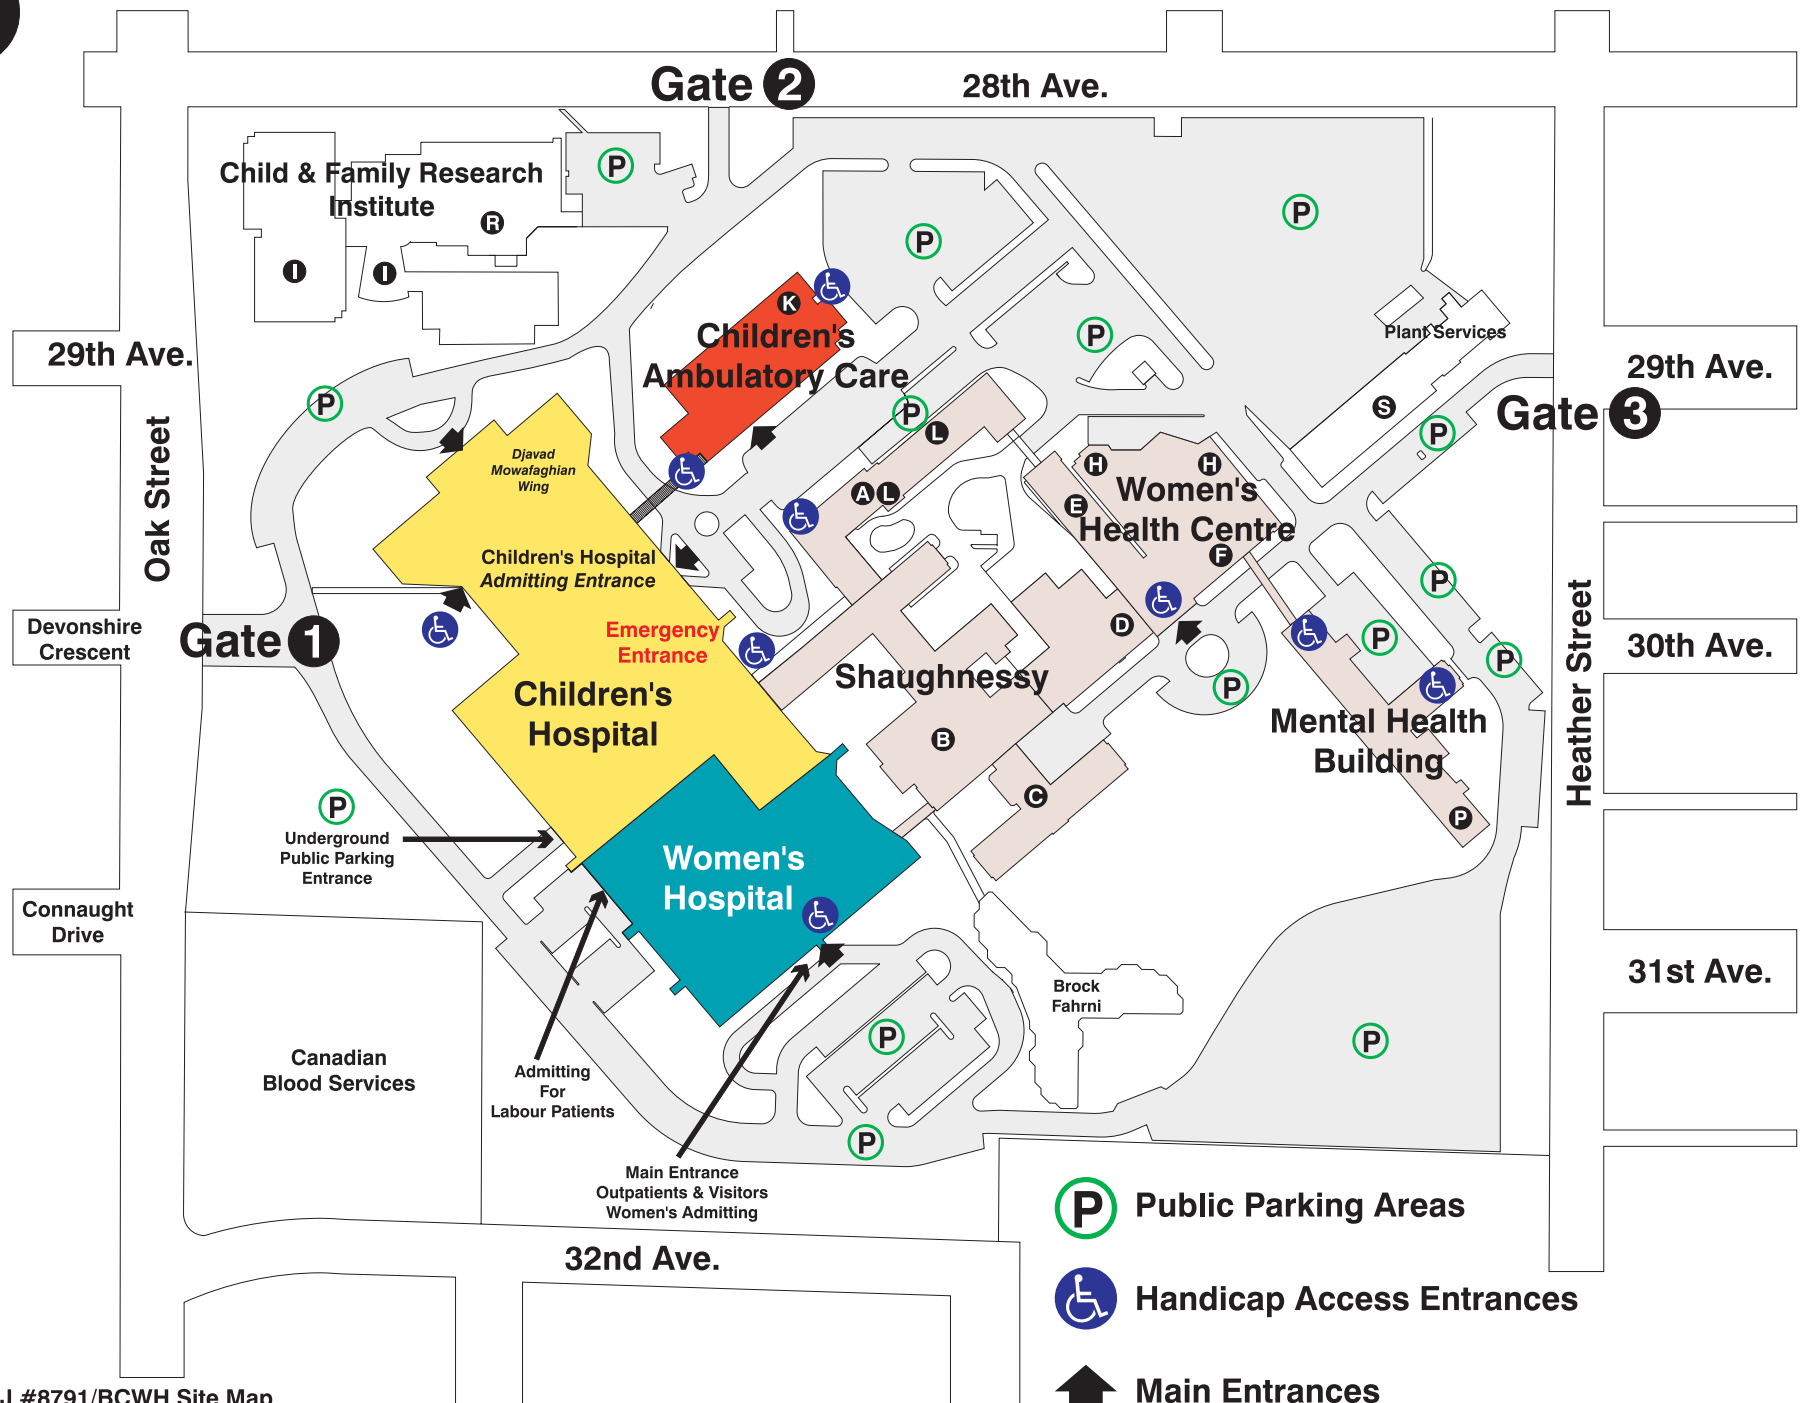 Gate 2
28th Ave.
Child & Family Research
Institute
R
I
I
P
P
P
K
Children's
Ambulatory Care
P
Plant Services
29th Ave.
29th Ave.
Gate 3
S
P
P
P
L
A L
Oak Street
Djavad
Mowafaghian
Wing
H
H
Women's
Health Centre
E
F
Children's Hospital
Admitting Entrance
P
Devonshire
Crescent
Gate 1
Emergency
Entrance
D
P
30th Ave.
P
P
Heather Street
Shaughnessy
Children's
Hospital
Mental Health
Building
B
C
P
P
Underground
Public Parking
Entrance
Women's
Hospital
Connaught
Drive
31st Ave.
Brock
Fahrni
P
P
Canadian
Blood Services
Admitting
For
Labour Patients
P
Main Entrance
Outpatients & Visitors
Women's Admitting
32nd Ave.
P Public Parking Areas
Handicap Access Entrances
Main Entrances
#8791/BCWH Site Map